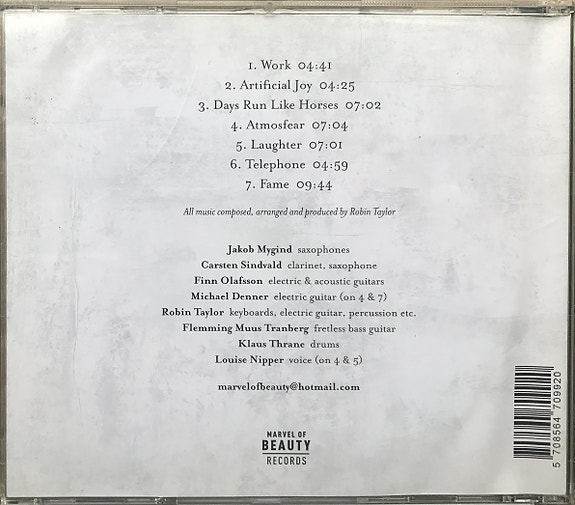 1. Work 04:41
2. Artificial Joy 04:25
3. Days Run Like Horses 07:02
4. Atmosfear 07:04
5. Laughter 07:01
6. Telephone 04:59
7. Fame 09:44
All music composed, arranged and produced by Robin Taylor
Jakob Mygind saxophones
Carsten Sindvald clarinet, saxophone
Finn Olafsson electric & acoustic guitars
Michael Denner electric guitar (on 4 & 7)
Robin Taylor keyboards, electric guitar, percussion etc.
Flemming Muus Tranberg fretless bass guitar
Klaus Thrane drums
Louise Nipper voice (on 4 & 5)
marvelofbeauty@hotmail.com
MARVEL OF
BEAUTY
RECORDS
5 708564 709920